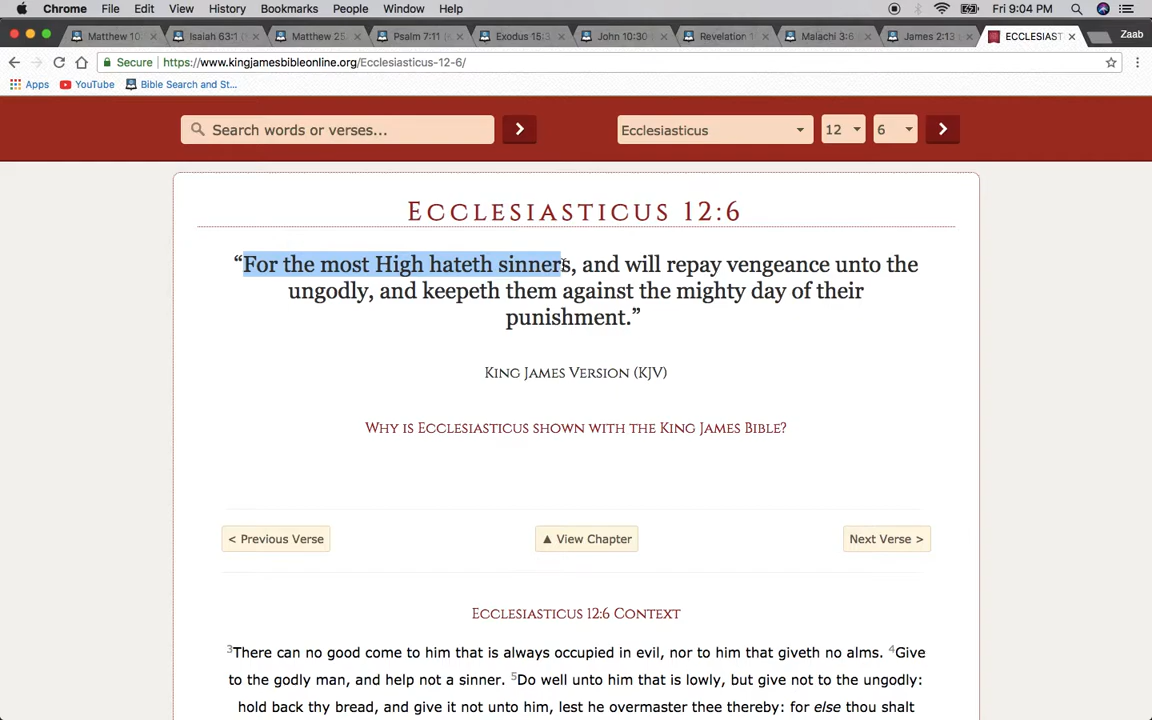 Chrome File Edit View History Bookmarks People Window Help Fri 9:04 PM
Matthew 10 Isaiah 63:1 Matthew 25 Psalm 7:11 Exodus 15:3 John 10:30 Revelation 1 Malachi 3:6 James 2:13 ECCLESIAST Zaab
Secure https://www.kingjamesbibleonline.org/Ecclesiasticus-12-6/
Apps YouTube Bible Search and St...
Search words or verses... Ecclesiasticus 12 6
Ecclesiasticus 12:6
“For the most High hateth sinners, and will repay vengeance unto the
ungodly, and keepeth them against the mighty day of their
punishment.”
King James Version (KJV)
Why is Ecclesiasticus shown with the King James Bible?
< Previous Verse ▲ View Chapter Next Verse >
Ecclesiasticus 12:6 Context
3There can no good come to him that is always occupied in evil, nor to him that giveth no alms. 4Give
to the godly man, and help not a sinner. 5Do well unto him that is lowly, but give not to the ungodly:
hold back thy bread, and give it not unto him, lest he overmaster thee thereby: for else thou shalt